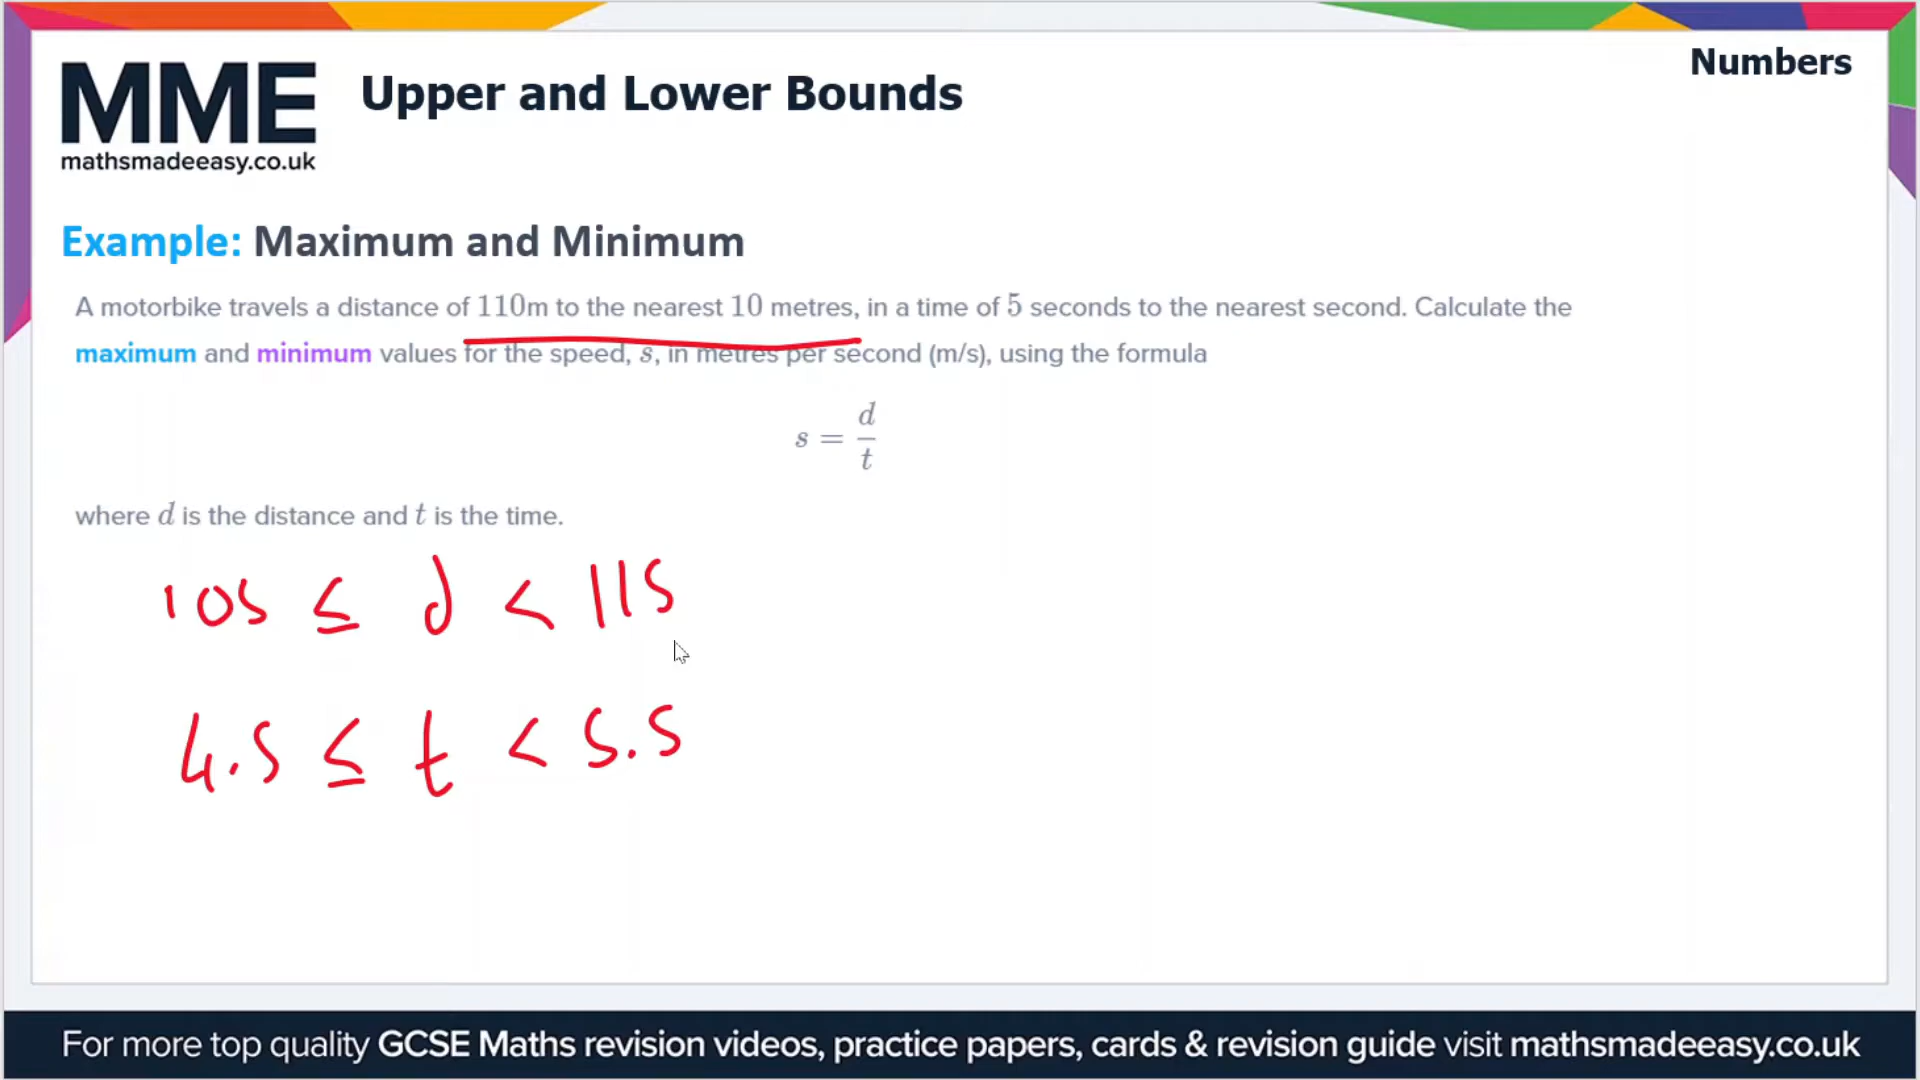 Numbers
MME
mathsmadeeasy.co.uk
Upper and Lower Bounds
Example: Maximum and Minimum
A motorbike travels a distance of 110m to the nearest 10 metres, in a time of 5 seconds to the nearest second. Calculate the
maximum and minimum values for the speed, s, in metres per second (m/s), using the formula
s = d/t
where d is the distance and t is the time.
105 ≤ d < 115
4.5 ≤ t < 5.5
For more top quality GCSE Maths revision videos, practice papers, cards & revision guide visit mathsmadeeasy.co.uk